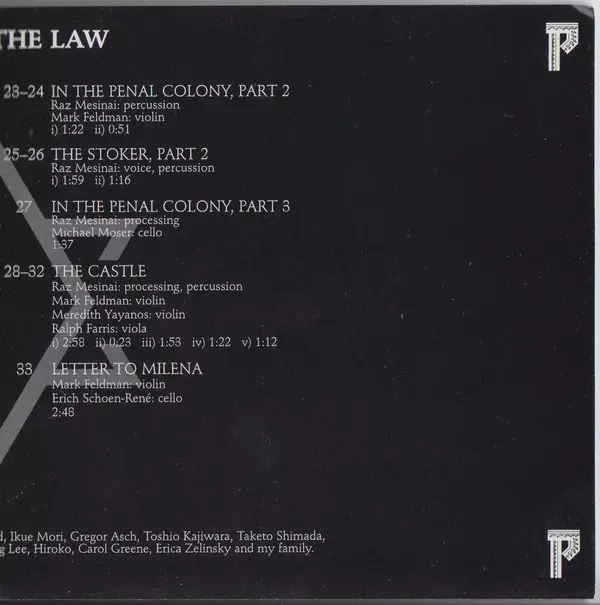 THE LAW
23–24 IN THE PENAL COLONY, PART 2
Raz Mesinai: percussion
Mark Feldman: violin
i) 1:22 ii) 0:51
25–26 THE STOKER, PART 2
Raz Mesinai: voice, percussion
i) 1:59 ii) 1:16
27 IN THE PENAL COLONY, PART 3
Raz Mesinai: processing
Michael Moser: cello
1:37
28–32 THE CASTLE
Raz Mesinai: processing, percussion
Mark Feldman: violin
Meredith Yayanos: violin
Ralph Farris: viola
i) 2:58 ii) 0:23 iii) 1:53 iv) 1:22 v) 1:12
33 LETTER TO MILENA
Mark Feldman: violin
Erich Schoen-René: cello
2:48
, Ikue Mori, Gregor Asch, Toshio Kajiwara, Taketo Shimada,
Lee, Hiroko, Carol Greene, Erica Zelinsky and my family.